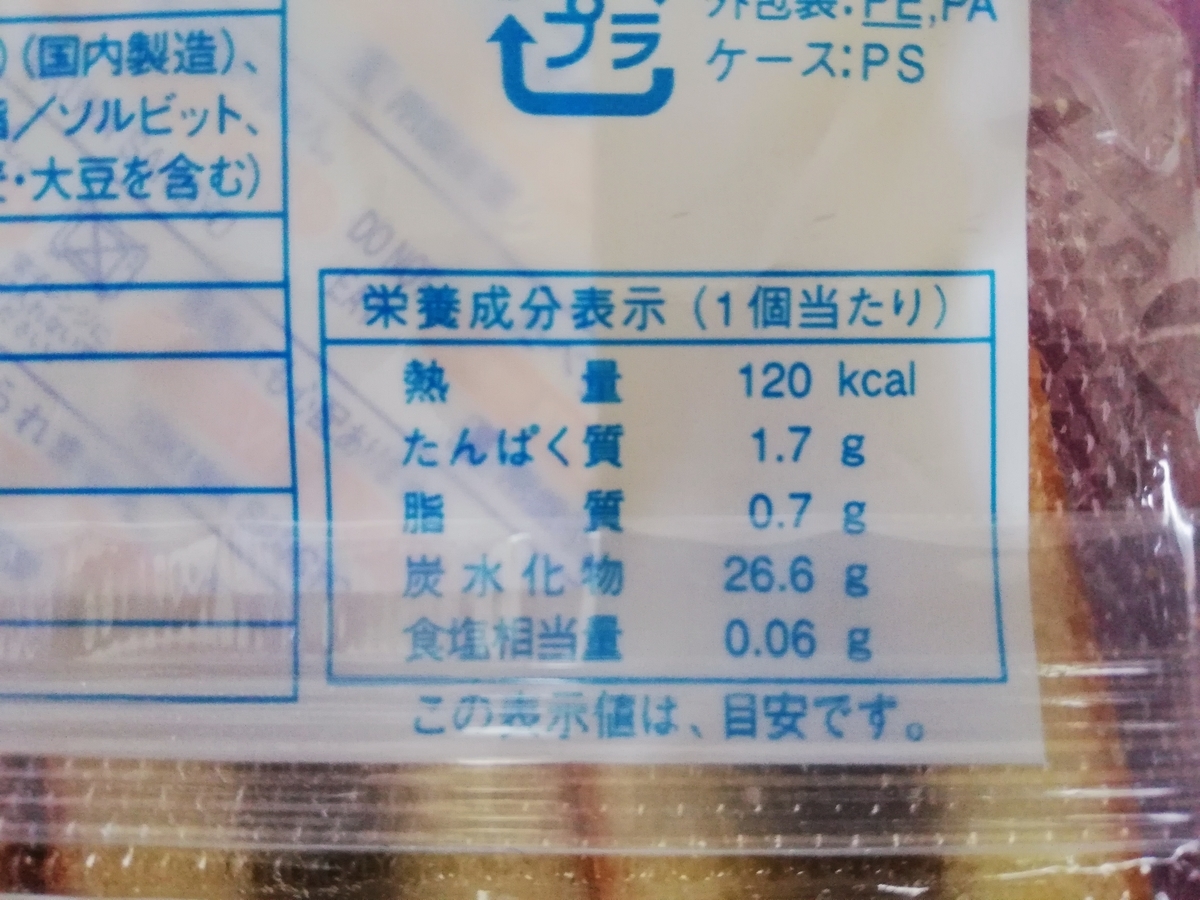 （国内製造）、
／ソルビット、
・大豆を含む）
プラ
外包装：PE,PA
ケース：PS
栄養成分表示（1個当たり）
熱量 120 kcal
たんぱく質 1.7 g
脂質 0.7 g
炭水化物 26.6 g
食塩相当量 0.06 g
この表示値は、目安です。